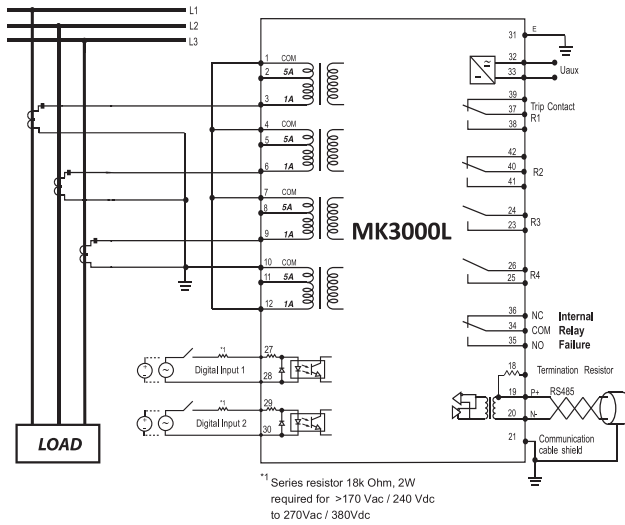 L1
L2
L3
1 COM
2 5A
3 1A
4 COM
5 5A
6 1A
7 COM
8 5A
9 1A
10 COM
11 5A
12 1A
MK3000L
31 E
32
33
Uaux
39
37
38
Trip Contact
R1
42
40
41
R2
24
23
R3
26
25
R4
36 NC Internal
34 COM Relay
35 NO Failure
18 Termination Resistor
19 P+ RS485
20 N-
21 Communication
cable shield
*1 27
Digital Input 1
28
*1 29
Digital Input 2
30
LOAD
*1 Series resistor 18k Ohm, 2W
required for >170 Vac / 240 Vdc
to 270Vac / 380Vdc